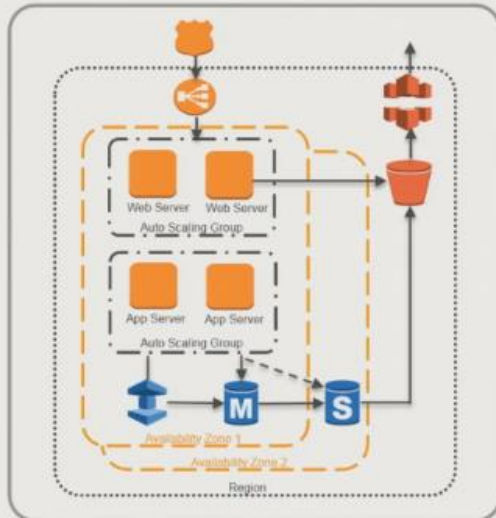 Web Server Web Server
Auto Scaling Group
App Server App Server
Auto Scaling Group
M S
Availability Zone 1
Availability Zone 2
Region